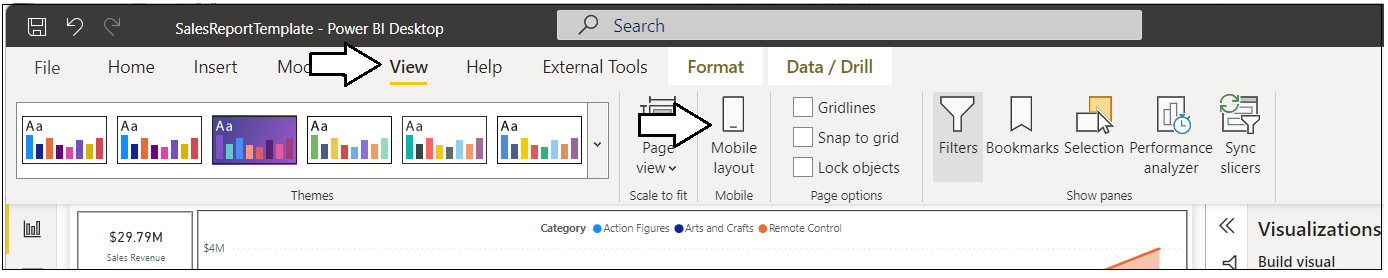 SalesReportTemplate - Power BI Desktop
Search
File Home Insert View Help External Tools Format Data / Drill
Aa Aa Aa Aa Aa Aa
Page
view
Mobile
layout
Gridlines
Snap to grid
Lock objects
Filters
Bookmarks
Selection
Performance
analyzer
Sync
slicers
Themes
Scale to fit
Mobile
Page options
Show panes
$29.79M
Sales Revenue
Category Action Figures Arts and Crafts Remote Control
$4M
Visualizations
Build visual